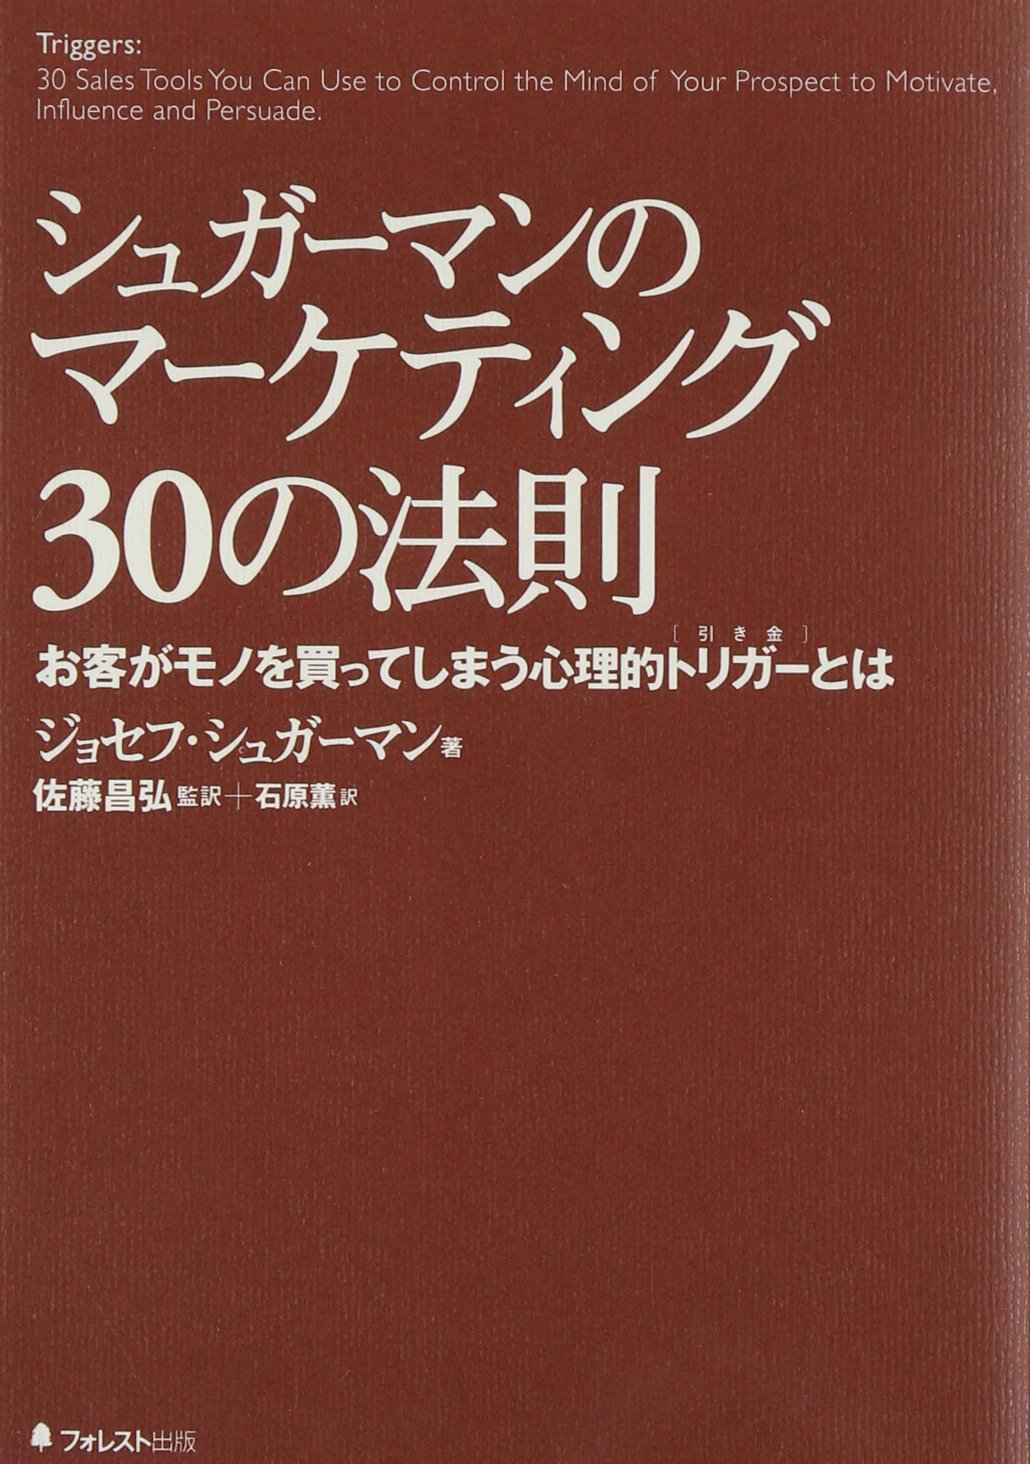 Triggers:
30 Sales Tools You Can Use to Control the Mind of Your Prospect to Motivate,
Influence and Persuade.
シュガーマンの
マーケティング
30の法則
［引き金］
お客がモノを買ってしまう心理的トリガーとは
ジョセフ・シュガーマン 著
佐藤昌弘 監訳＋石原薫 訳
フォレスト出版